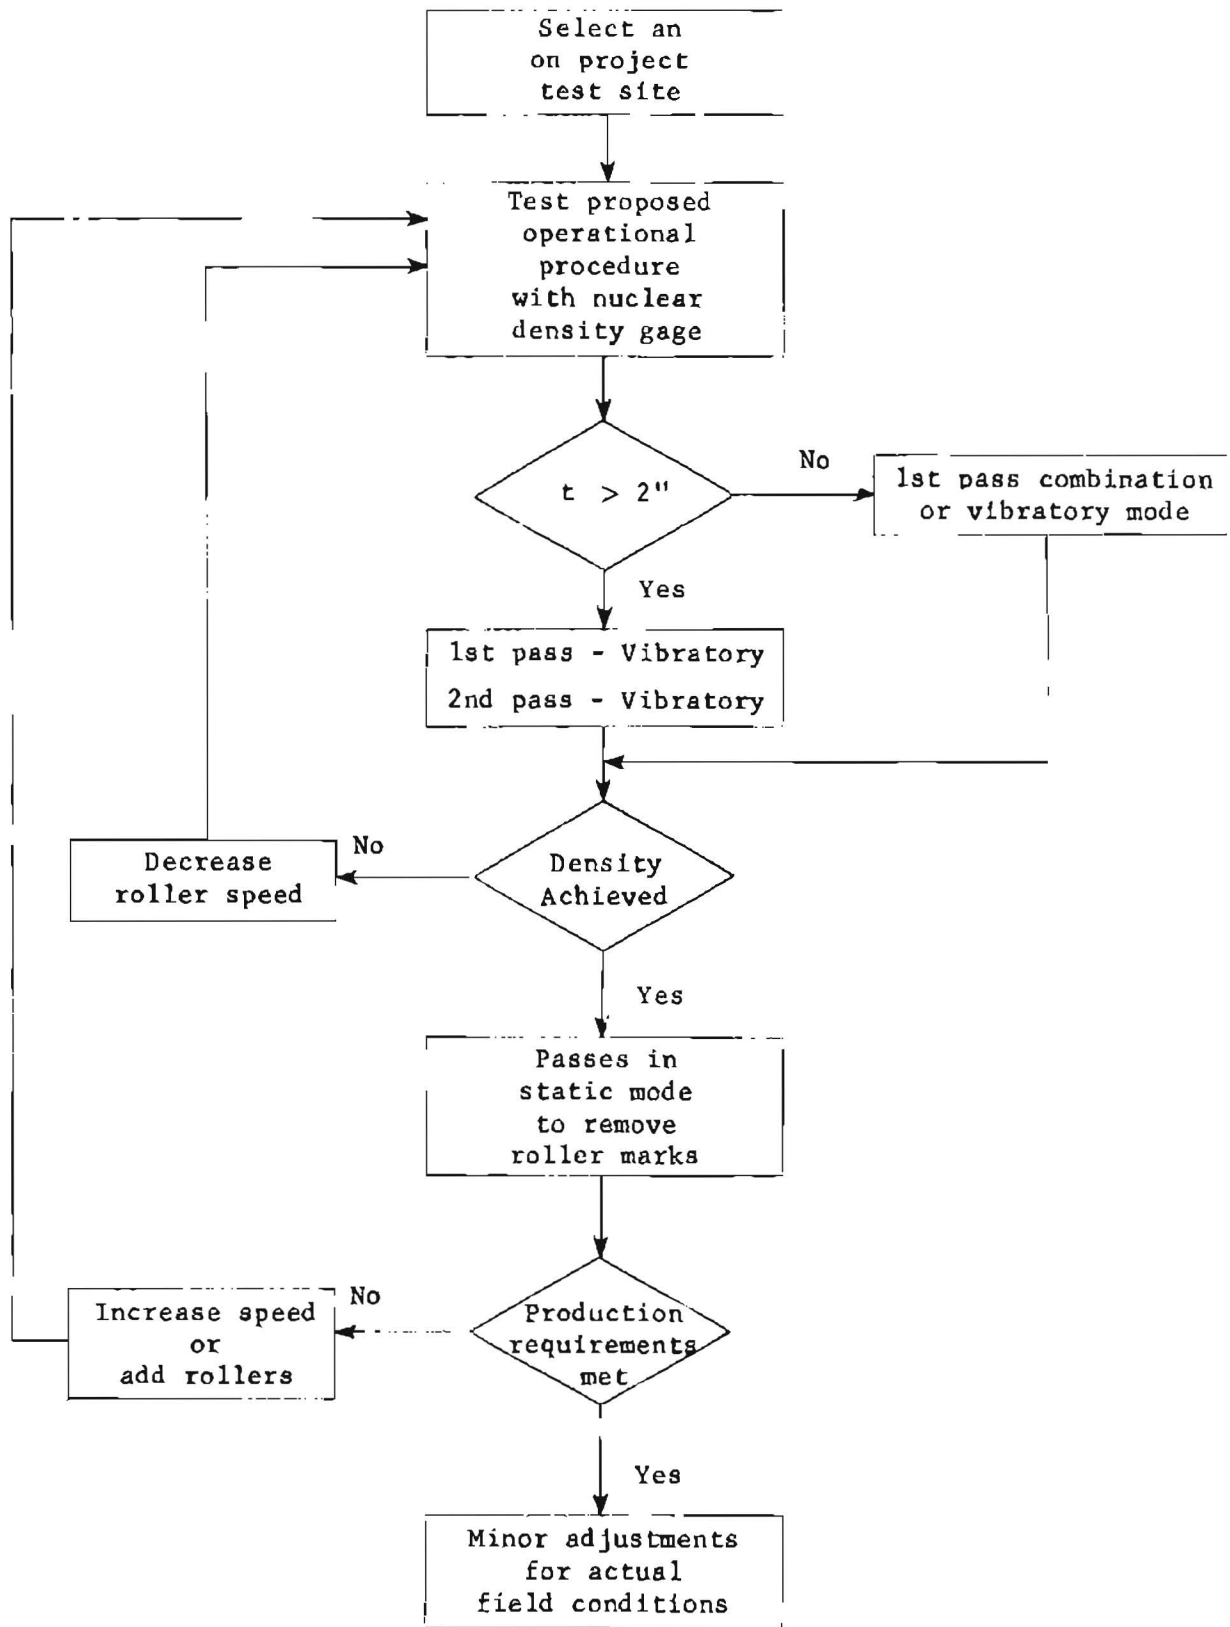 Select an
on project
test site
Test proposed
operational
procedure
with nuclear
density gage
t > 2"
No
1st pass combination
or vibratory mode
Yes
1st pass - Vibratory
2nd pass - Vibratory
No
Decrease
roller speed
Density
Achieved
Yes
Passes in
static mode
to remove
roller marks
No
Increase speed
or
add rollers
Production
requirements
met
Yes
Minor adjustments
for actual
field conditions